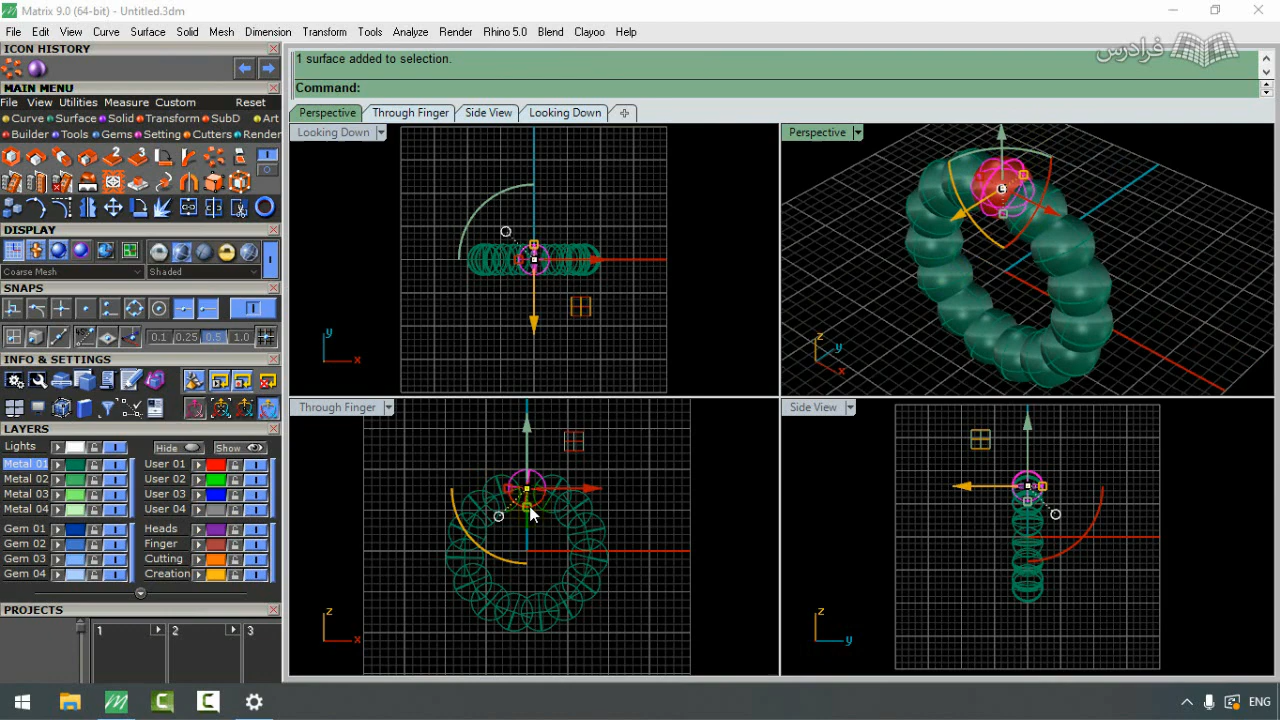 Matrix 9.0 (64-bit) - Untitled.3dm
File Edit View Curve Surface Solid Mesh Dimension Transform Tools Analyze Render Rhino 5.0 Blend Clayoo Help
ICON HISTORY
1 surface added to selection.
فرادرس
MAIN MENU
Command:
File View Utilities Measure Custom Reset
Perspective Through Finger Side View Looking Down
Curve Surface Solid Transform SubD Art
Builder Tools Gems Setting Cutters Render
Looking Down
Perspective
DISPLAY
Coarse Mesh Shaded
SNAPS
0.1 0.25 0.5 1.0
y x
z y x
INFO & SETTINGS
Through Finger
Side View
LAYERS
Lights Hide Show
Metal 01 User 01
Metal 02 User 02
Metal 03 User 03
Metal 04 User 04
Gem 01 Heads
Gem 02 Finger
Gem 03 Cutting
Gem 04 Creation
PROJECTS
z x
z y
1 2 3
ENG